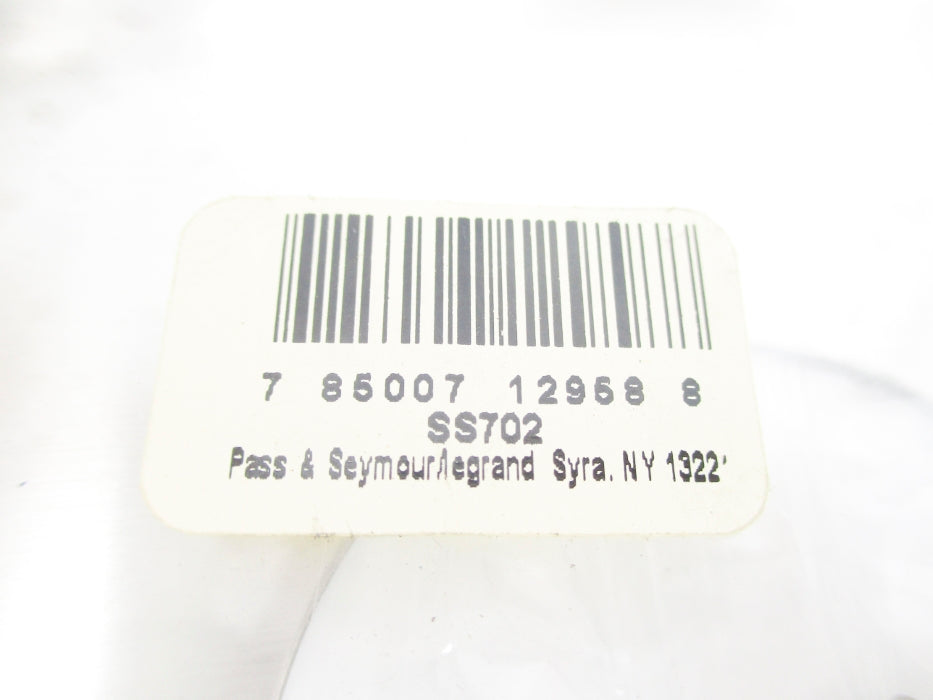 7 85007 12958 8
SS702
Pass & Seymour/legrand Syra. NY 1322